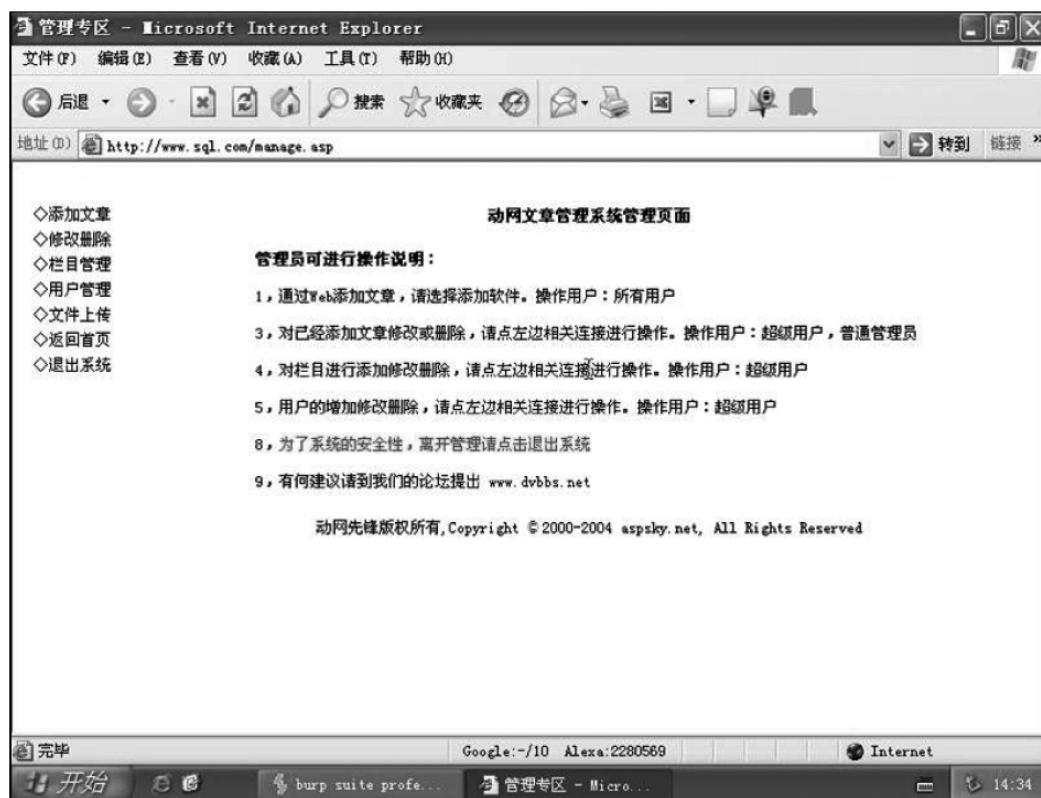 管理专区 - Microsoft Internet Explorer
文件(F) 编辑(E) 查看(V) 收藏(A) 工具(T) 帮助(H)
后退 搜索 收藏夹
地址(D) http://www.sql.com/manage.asp 转到 链接 »
◇添加文章
◇修改删除
◇栏目管理
◇用户管理
◇文件上传
◇返回首页
◇退出系统
动网文章管理系统管理页面
管理员可进行操作说明：
1，通过Web添加文章，请选择添加软件。操作用户：所有用户
3，对已经添加文章修改或删除，请点左边相关连接进行操作。操作用户：超级用户，普通管理员
4，对栏目进行添加修改删除，请点左边相关连接进行操作。操作用户：超级用户
5，用户的增加修改删除，请点左边相关连接进行操作。操作用户：超级用户
8，为了系统的安全性，离开管理请点击退出系统
9，有何建议请到我们的论坛提出 www.dvbbs.net
动网先锋版权所有,Copyright ©2000-2004 aspsky.net, All Rights Reserved
完毕 Google:-/10 Alexa:2280569 Internet
开始 burp suite profe... 管理专区 - Micro... 14:34